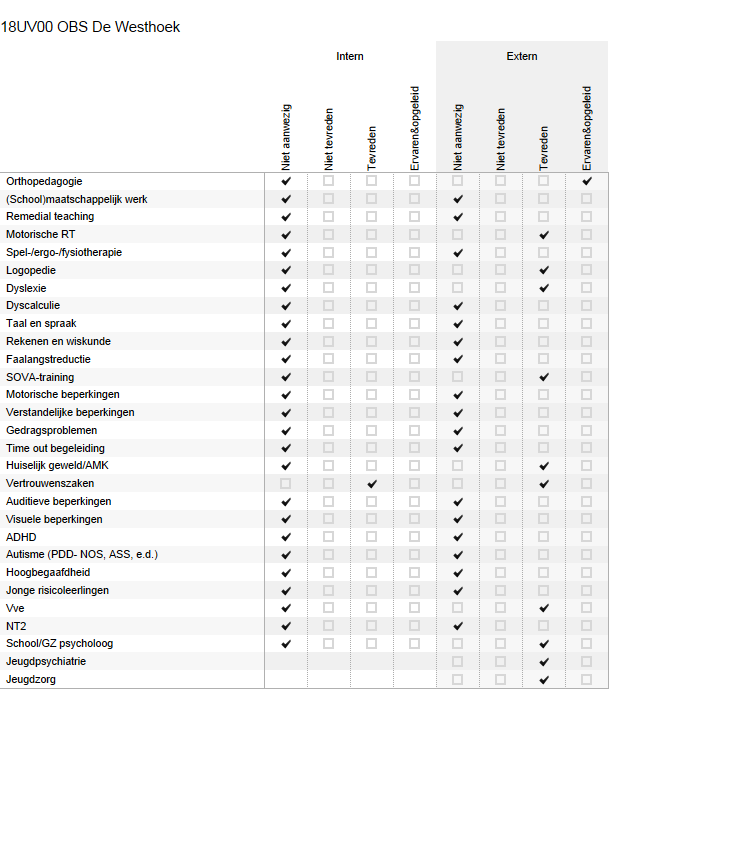 18UV00 OBS De Westhoek
Intern Extern
Niet aanwezig Niet tevreden Tevreden Ervaren&opgeleid Niet aanwezig Niet tevreden Tevreden Ervaren&opgeleid
Orthopedagogie
(School)maatschappelijk werk
Remedial teaching
Motorische RT
Spel-/ergo-/fysiotherapie
Logopedie
Dyslexie
Dyscalculie
Taal en spraak
Rekenen en wiskunde
Faalangstreductie
SOVA-training
Motorische beperkingen
Verstandelijke beperkingen
Gedragsproblemen
Time out begeleiding
Huiselijk geweld/AMK
Vertrouwenszaken
Auditieve beperkingen
Visuele beperkingen
ADHD
Autisme (PDD- NOS, ASS, e.d.)
Hoogbegaafdheid
Jonge risicoleerlingen
Vve
NT2
School/GZ psycholoog
Jeugdpsychiatrie
Jeugdzorg